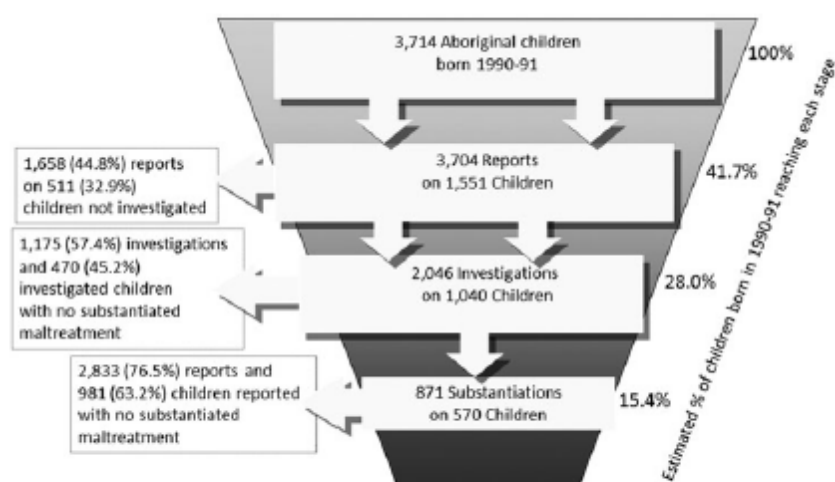 3,714 Aboriginal children
born 1990-91
100%
3,704 Reports
on 1,551 Children
41.7%
1,658 (44.8%) reports
on 511 (32.9%)
children not investigated
2,046 Investigations
on 1,040 Children
28.0%
1,175 (57.4%) investigations
and 470 (45.2%)
investigated children
with no substantiated
maltreatment
871 Substantiations
on 570 Children
15.4%
2,833 (76.5%) reports and
981 (63.2%) children reported
with no substantiated
maltreatment
Estimated % of children born in 1990-91 reaching each stage